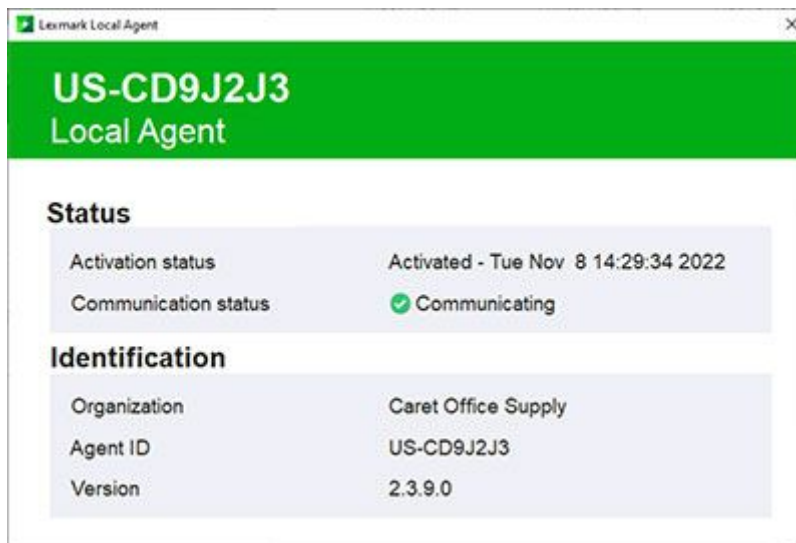 Lexmark Local Agent
US-CD9J2J3
Local Agent
Status
Activation status Activated - Tue Nov 8 14:29:34 2022
Communication status Communicating
Identification
Organization Caret Office Supply
Agent ID US-CD9J2J3
Version 2.3.9.0